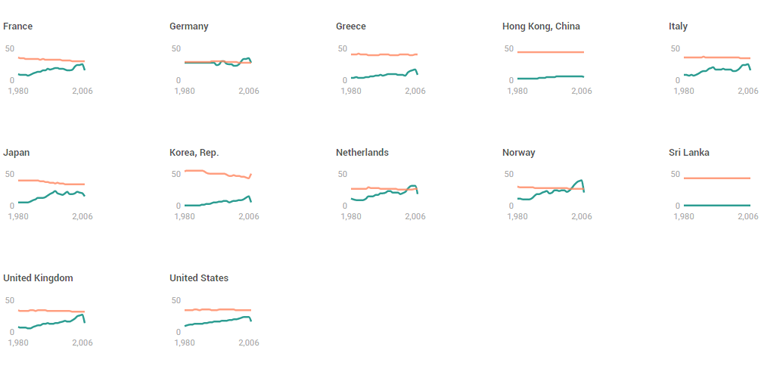 France Germany Greece Hong Kong, China Italy
50 50 50 50 50
0 0 0 0 0
1,980 2,006 1,980 2,006 1,980 2,006 1,980 2,006 1,980 2,006
Japan Korea, Rep. Netherlands Norway Sri Lanka
50 50 50 50 50
0 0 0 0 0
1,980 2,006 1,980 2,006 1,980 2,006 1,980 2,006 1,980 2,006
United Kingdom United States
50 50
0 0
1,980 2,006 1,980 2,006